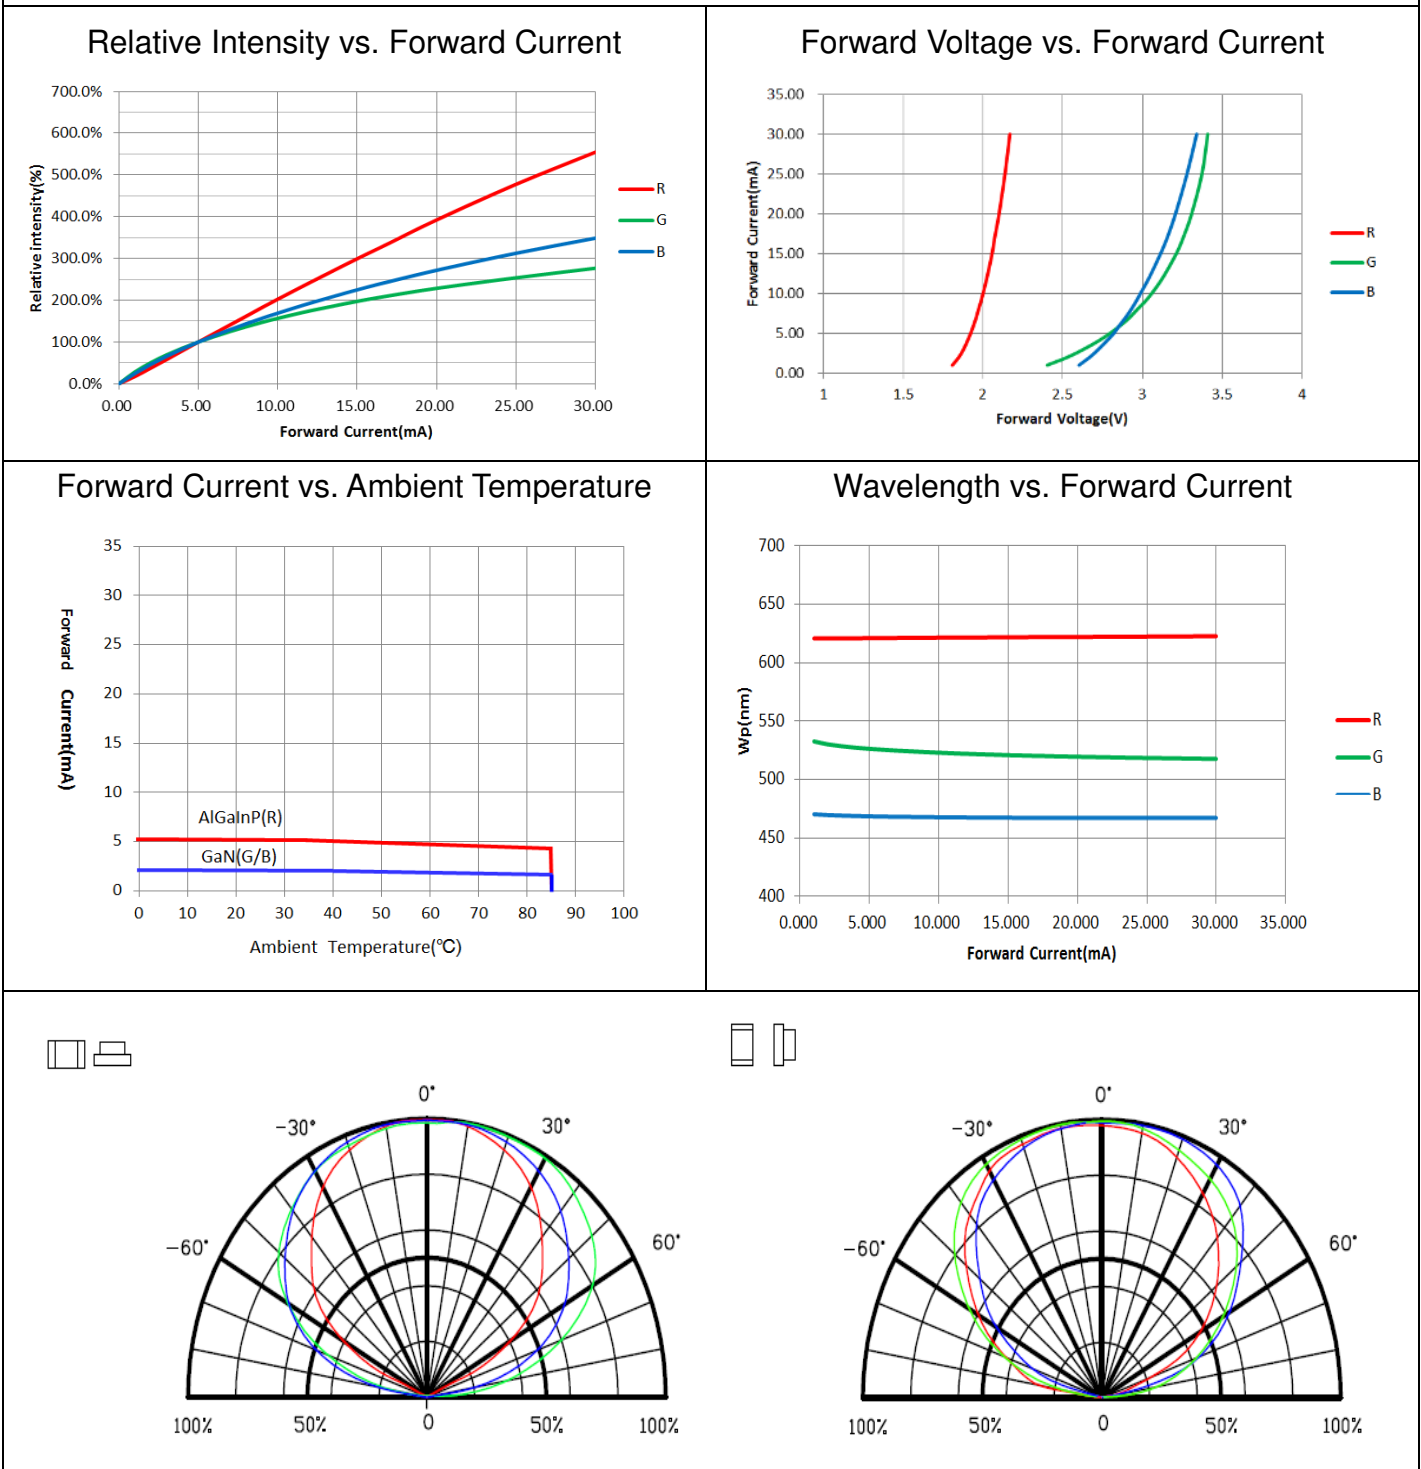 Relative Intensity vs. Forward Current
700.0%
600.0%
500.0%
400.0%
300.0%
200.0%
100.0%
0.0%
Relative intensity(%)
0.00 5.00 10.00 15.00 20.00 25.00 30.00
Forward Current(mA)
R
G
B
Forward Voltage vs. Forward Current
35.00
30.00
25.00
20.00
15.00
10.00
5.00
0.00
Forward Current(mA)
1 1.5 2 2.5 3 3.5 4
Forward Voltage(V)
R
G
B
Forward Current vs. Ambient Temperature
35
30
25
20
15
10
5
0
Forward Current(mA)
AlGaInP(R)
GaN(G/B)
0 10 20 30 40 50 60 70 80 90 100
Ambient Temperature(℃)
Wavelength vs. Forward Current
700
650
600
550
500
450
400
Wp(nm)
0.000 5.000 10.000 15.000 20.000 25.000 30.000 35.000
Forward Current(mA)
R
G
B
0°
-30° 30°
-60° 60°
100% 50% 0 50% 100%
0°
-30° 30°
-60° 60°
100% 50% 0 50% 100%